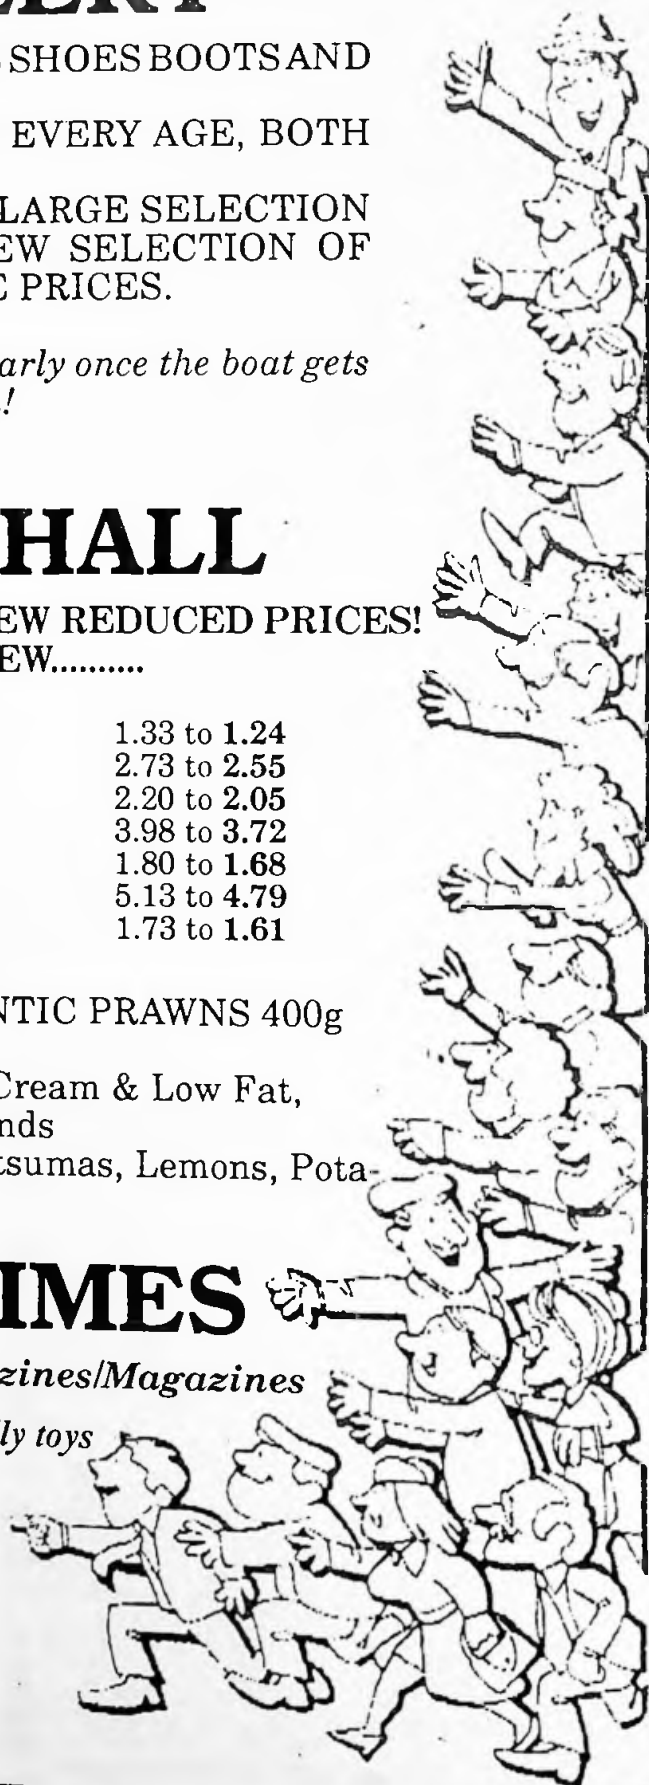 SHOES BOOTS AND
EVERY AGE, BOTH
LARGE SELECTION
EW SELECTION OF
PRICES.
arly once the boat gets
!
HALL
EW REDUCED PRICES!
EW..........
1.33 to 1.24
2.73 to 2.55
2.20 to 2.05
3.98 to 3.72
1.80 to 1.68
5.13 to 4.79
1.73 to 1.61
NTIC PRAWNS 400g
Cream & Low Fat,
nds
tsumas, Lemons, Pota-
IMES
zines/Magazines
ly toys